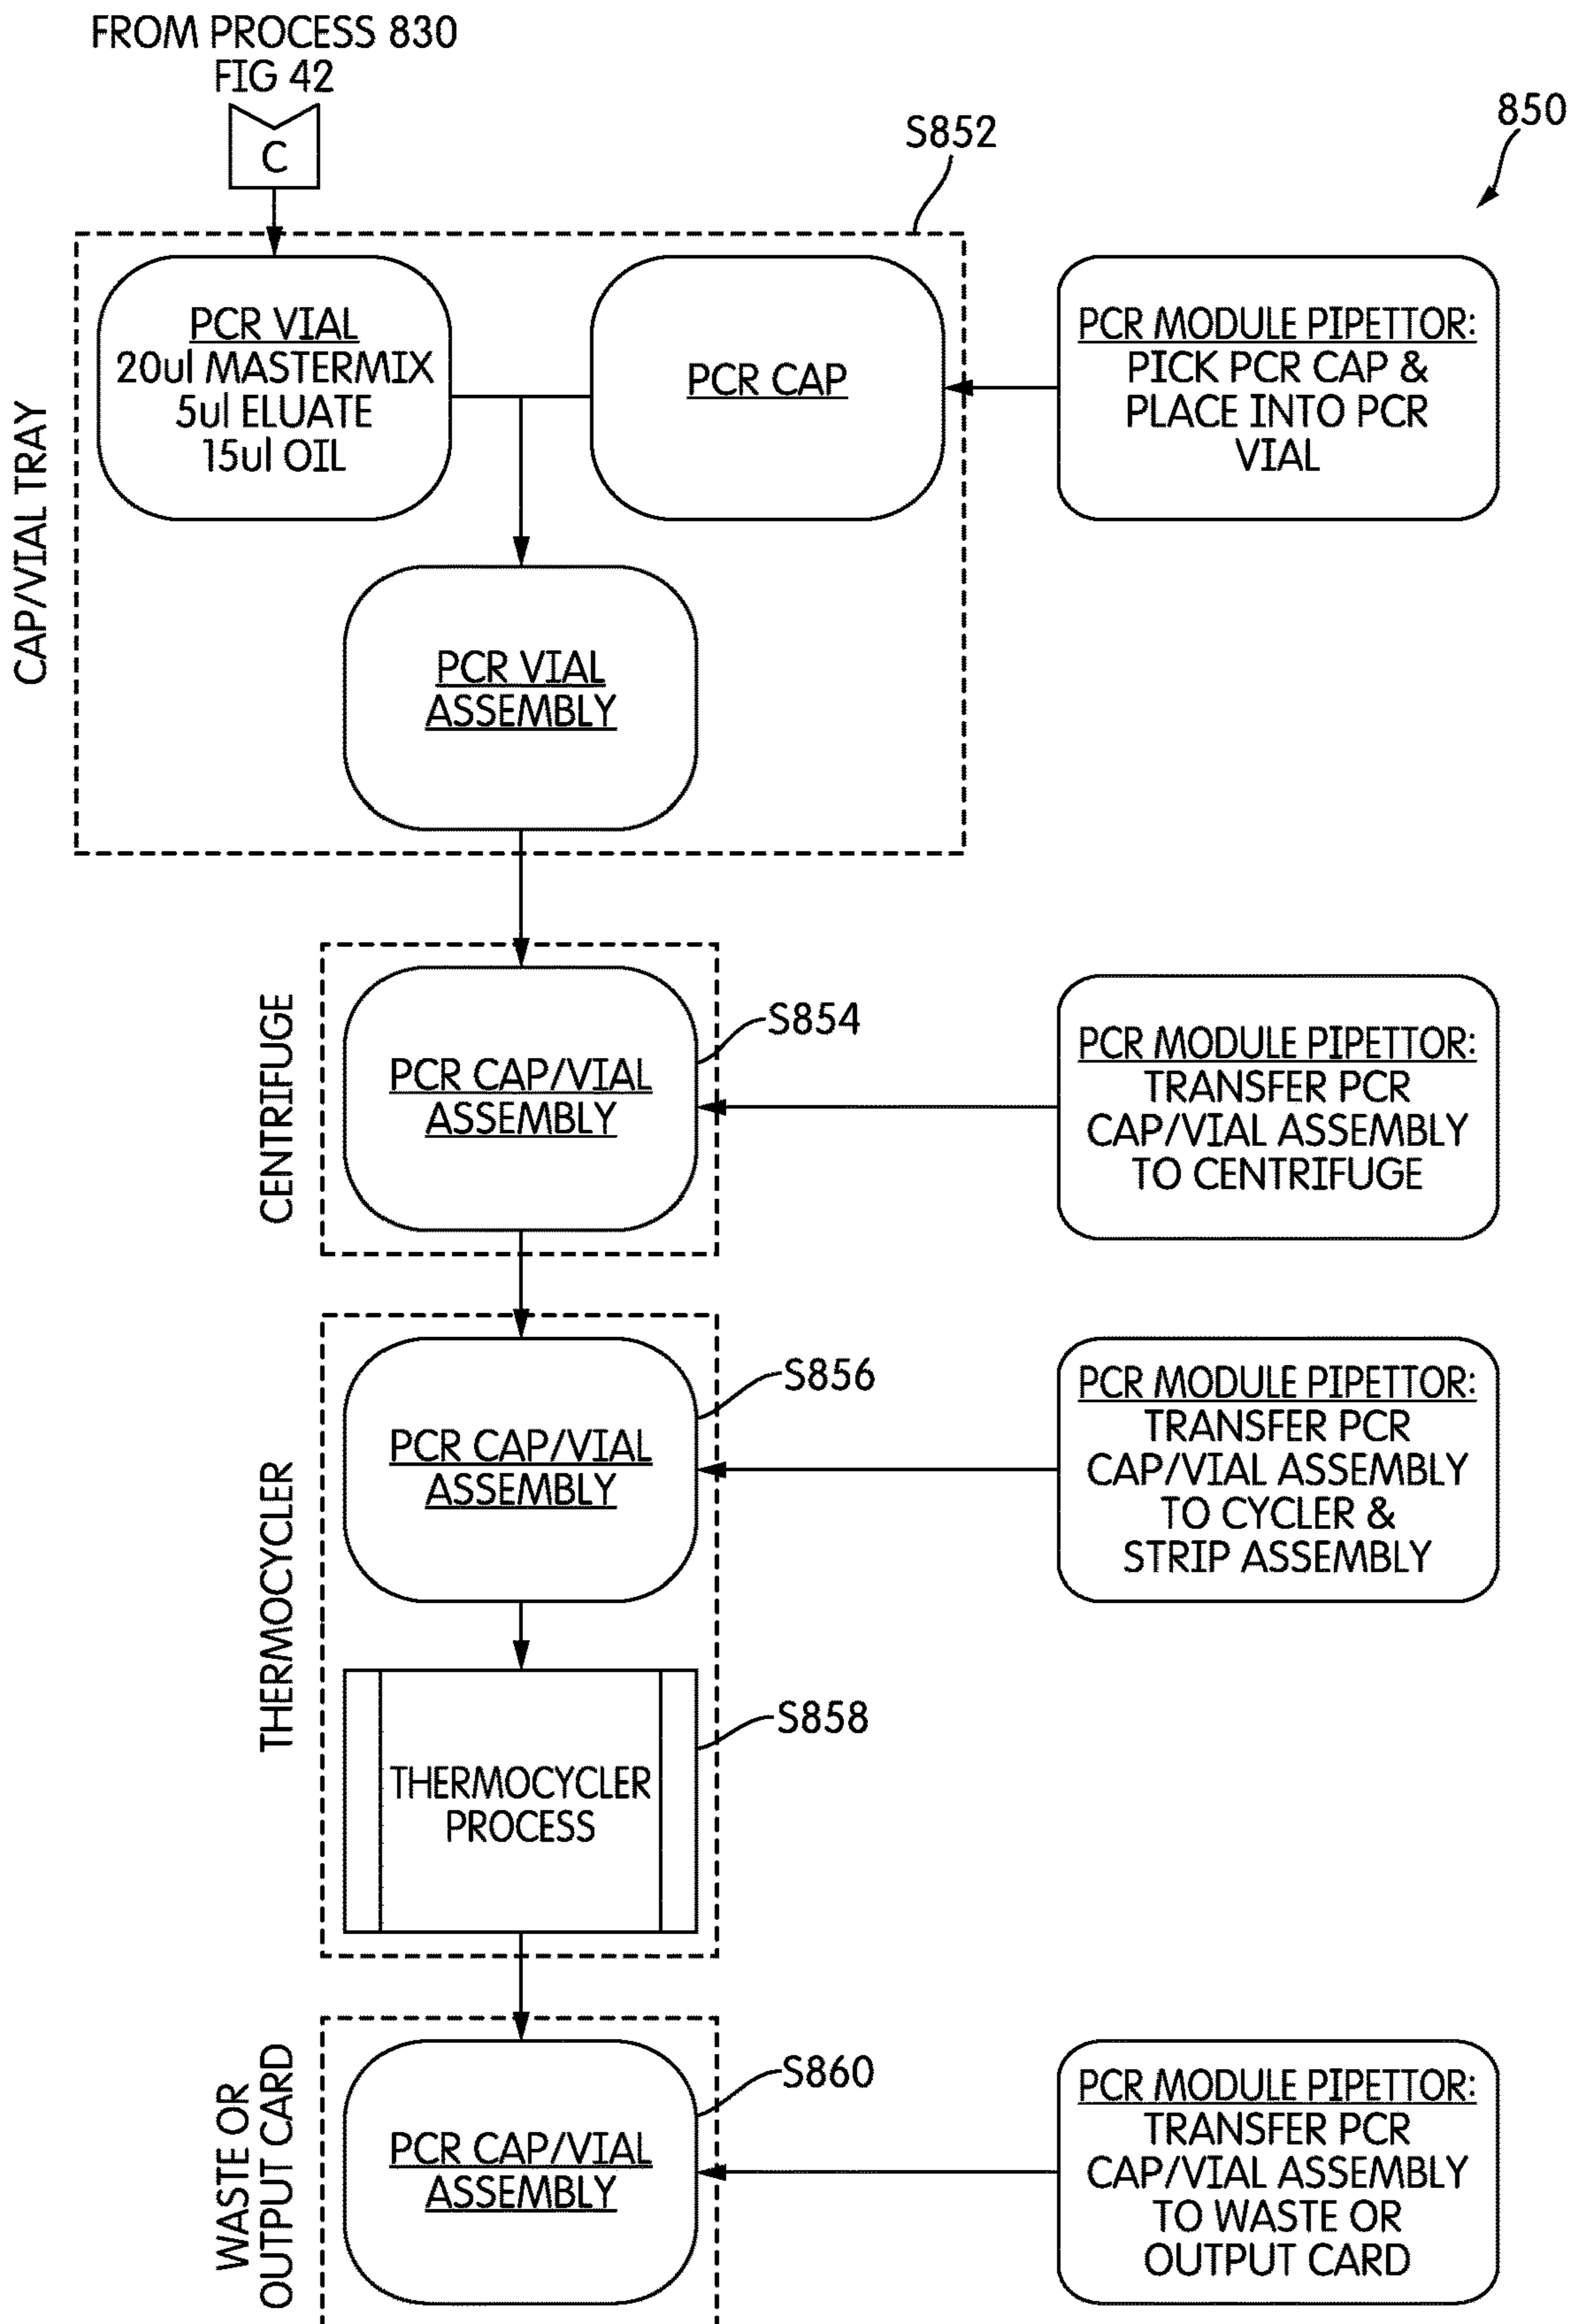 FROM PROCESS 830
FIG 42
C
850
S852
CAP/VIAL TRAY
PCR VIAL
20ul MASTERMIX
5ul ELUATE
15ul OIL
PCR CAP
PCR MODULE PIPETTOR:
PICK PCR CAP &
PLACE INTO PCR
VIAL
PCR VIAL
ASSEMBLY
CENTRIFUGE
S854
PCR CAP/VIAL
ASSEMBLY
PCR MODULE PIPETTOR:
TRANSFER PCR
CAP/VIAL ASSEMBLY
TO CENTRIFUGE
THERMOCYCLER
S856
PCR CAP/VIAL
ASSEMBLY
PCR MODULE PIPETTOR:
TRANSFER PCR
CAP/VIAL ASSEMBLY
TO CYCLER &
STRIP ASSEMBLY
S858
THERMOCYCLER
PROCESS
WASTE OR
OUTPUT CARD
S860
PCR CAP/VIAL
ASSEMBLY
PCR MODULE PIPETTOR:
TRANSFER PCR
CAP/VIAL ASSEMBLY
TO WASTE OR
OUTPUT CARD